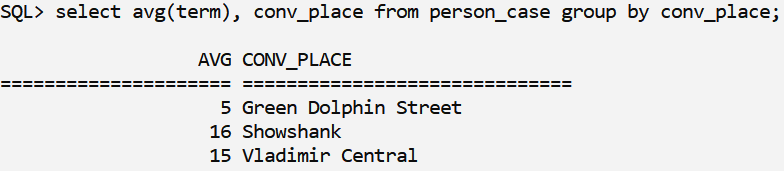 SQL> select avg(term), conv_place from person_case group by conv_place;
AVG CONV_PLACE
===================== ==============================
5 Green Dolphin Street
16 Showshank
15 Vladimir Central